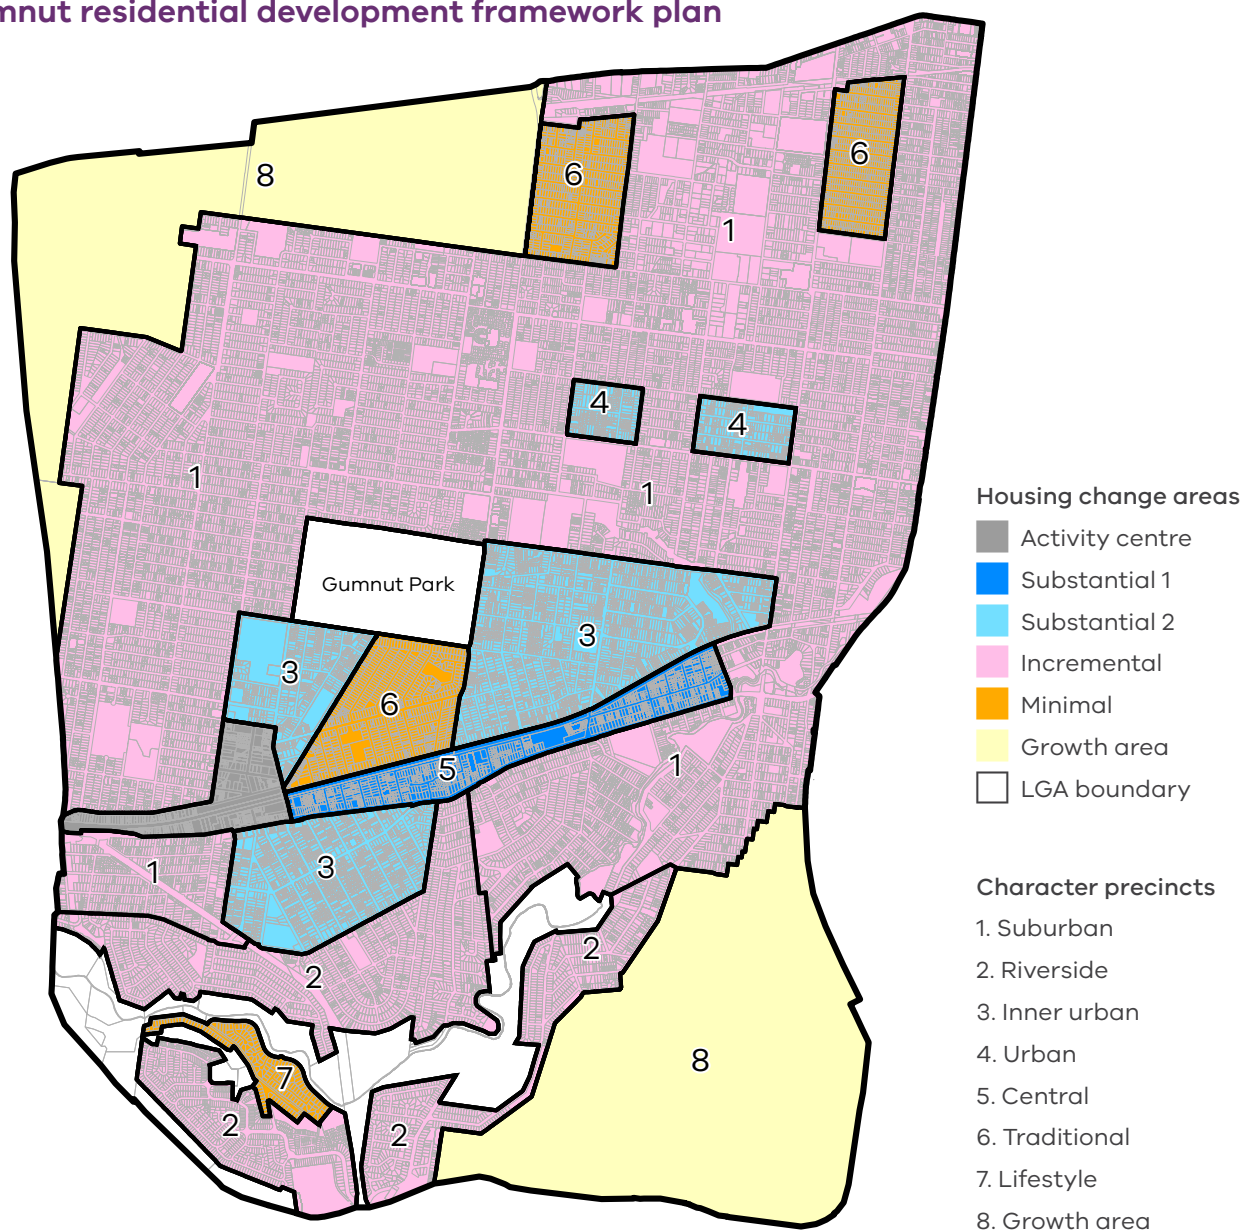 mnut residential development framework plan
8
6
6
1
4
4
1
1
Gumnut Park
3
3
6
5
1
3
1
2
2
7
8
2
2
Housing change areas
Activity centre
Substantial 1
Substantial 2
Incremental
Minimal
Growth area
LGA boundary
Character precincts
1. Suburban
2. Riverside
3. Inner urban
4. Urban
5. Central
6. Traditional
7. Lifestyle
8. Growth area